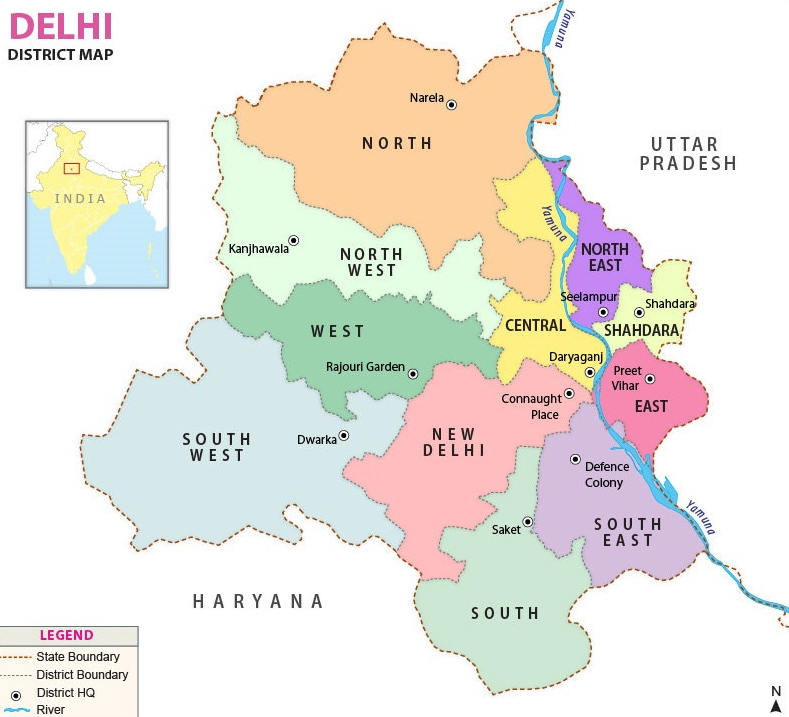 DELHI
DISTRICT MAP
Yamuna
Narela
NORTH
UTTAR
PRADESH
INDIA
Yamuna
Kanjhawala
NORTH
WEST
NORTH
EAST
Seelampur
Shahdara
WEST
CENTRAL
SHAHDARA
Rajouri Garden
Daryaganj
Preet
Vihar
Connaught
Place
EAST
SOUTH
WEST
Dwarka
NEW
DELHI
Defence
Colony
Yamuna
Saket
SOUTH
EAST
HARYANA
SOUTH
LEGEND
State Boundary
District Boundary
District HQ
River
N